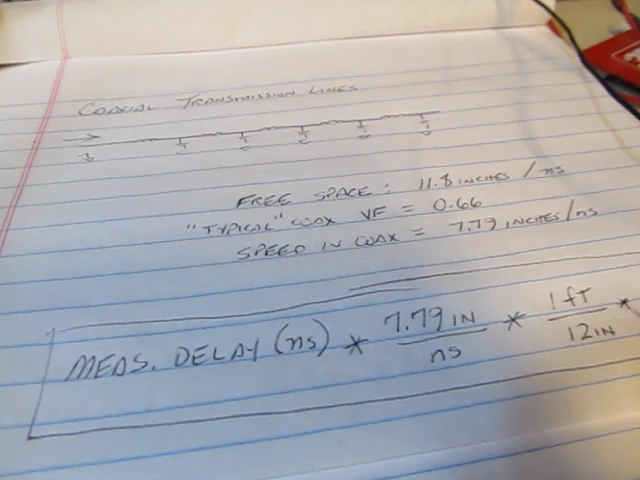 COAXIAL TRANSMISSION LINES
FREE SPACE: 11.8 INCHES / ns
"TYPICAL" COAX VF = 0.66
SPEED IN COAX = 7.79 INCHES/ns
MEAS. DELAY (ns) * 7.79 IN / ns * 1 ft / 12 IN *